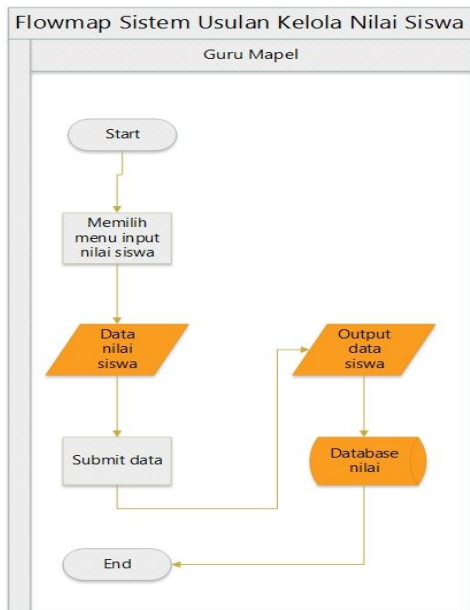 Flowmap Sistem Usulan Kelola Nilai Siswa
Guru Mapel
Start
Memilih
menu input
nilai siswa
Data
nilai
siswa
Submit data
Output
data
siswa
Database
nilai
End